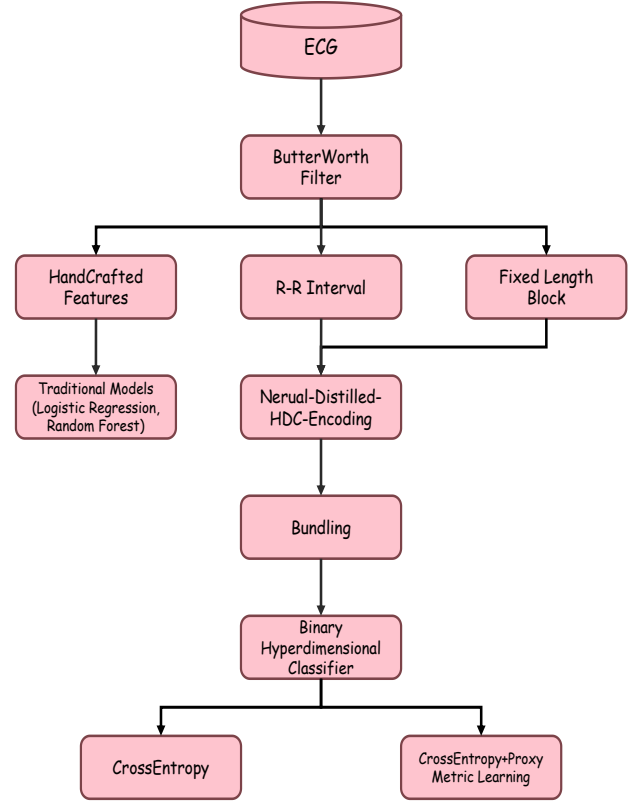 ECG
ButterWorth
Filter
HandCrafted
Features
R-R Interval
Fixed Length
Block
Traditional Models
(Logistic Regression,
Random Forest)
Nerual-Distilled-
HDC-Encoding
Bundling
Binary
Hyperdimensional
Classifier
CrossEntropy
CrossEntropy+Proxy
Metric Learning